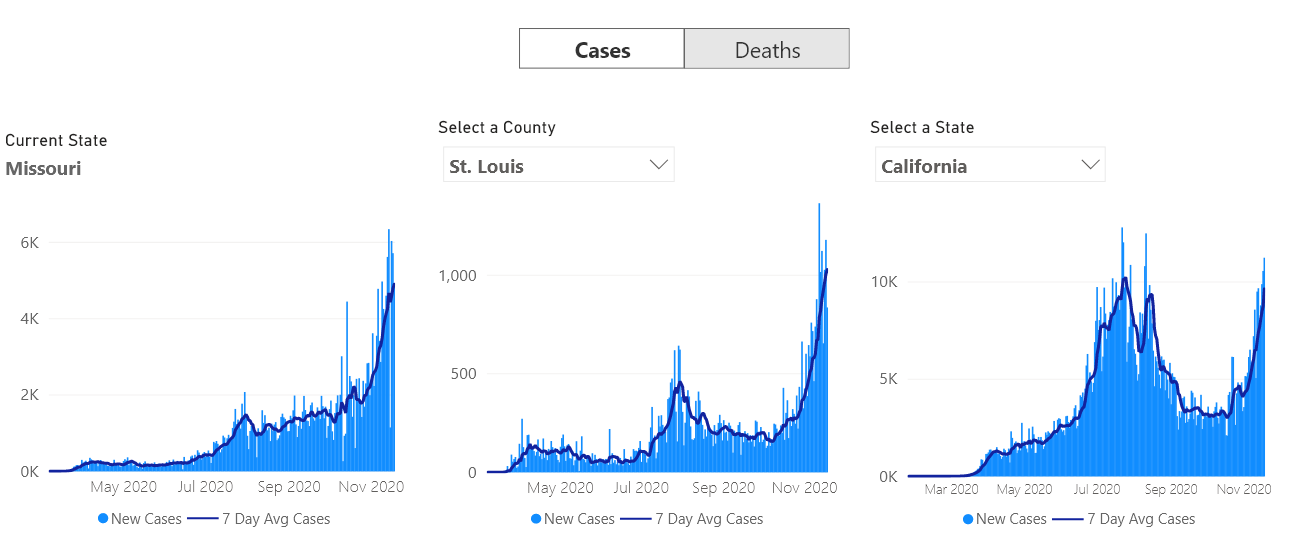 Cases
Deaths
Current State
Missouri
6K
4K
2K
0K
May 2020
Jul 2020
Sep 2020
Nov 2020
New Cases
7 Day Avg Cases
Select a County
St. Louis
1,000
500
0
May 2020
Jul 2020
Sep 2020
Nov 2020
New Cases
7 Day Avg Cases
Select a State
California
10K
5K
0K
Mar 2020
May 2020
Jul 2020
Sep 2020
Nov 2020
New Cases
7 Day Avg Cases